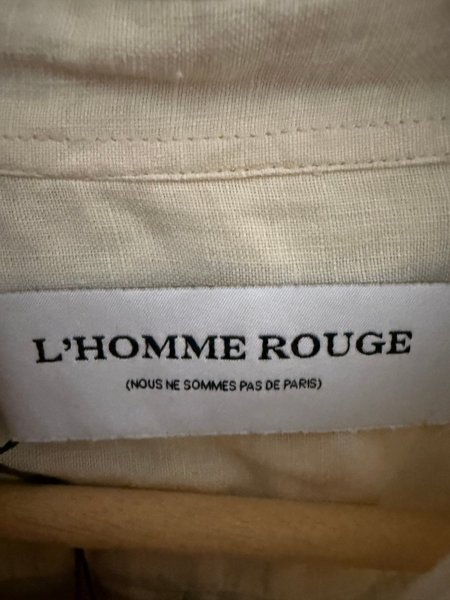 L'HOMME ROUGE
(NOUS NE SOMMES PAS DE PARIS)